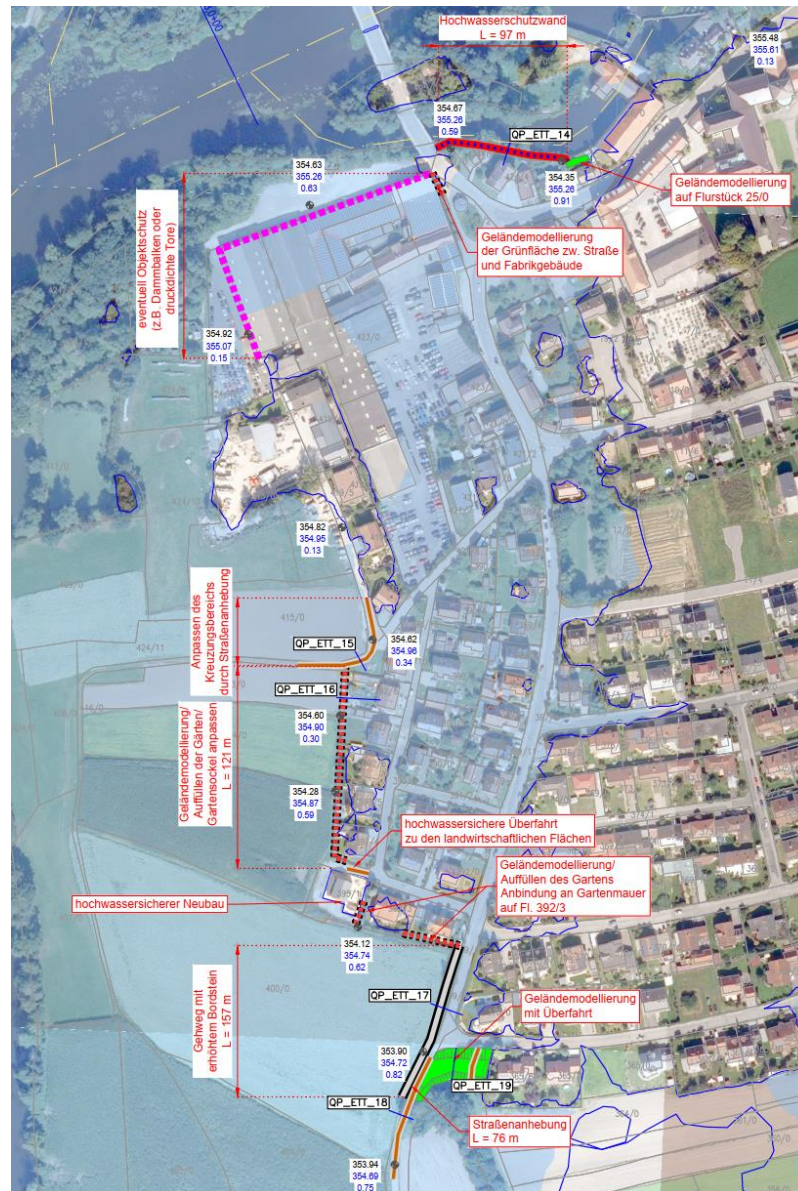 Hochwasserschutzwand
L = 97 m
355.48
355.61
0.13
354.67
355.26
0.59
QP_ETT_14
354.63
355.26
0.63
354.35
355.26
0.91
Geländemodellierung
auf Flurstück 25/0
Geländemodellierung
der Grünfläche zw. Straße
und Fabrikgebäude
eventuell Objektschutz
(z.B. Dammbalken oder
druckdichte Tore)
354.92
355.07
0.15
354.82
354.95
0.13
Anpassen des
Kreuzungsbereichs
durch Straßenanhebung
415/0
424/11
QP_ETT_15
354.62
354.96
0.34
QP_ETT_16
354.60
354.90
0.30
Geländemodellierung/
Auffüllen der Gärten/
Gartensockel anpassen
L = 121 m
354.28
354.87
0.59
hochwassersichere Überfahrt
zu den landwirtschaftlichen Flächen
Geländemodellierung/
Auffüllen des Gartens
Anbindung an Gartenmauer
auf Fl. 392/3
hochwassersicherer Neubau
354.12
354.74
0.62
Gehweg mit
erhöhtem Bordstein
L = 157 m
400/0
QP_ETT_17
Geländemodellierung
mit Überfahrt
353.90
354.72
0.82
QP_ETT_19
QP_ETT_18
Straßenanhebung
L = 76 m
353.94
354.69
0.75